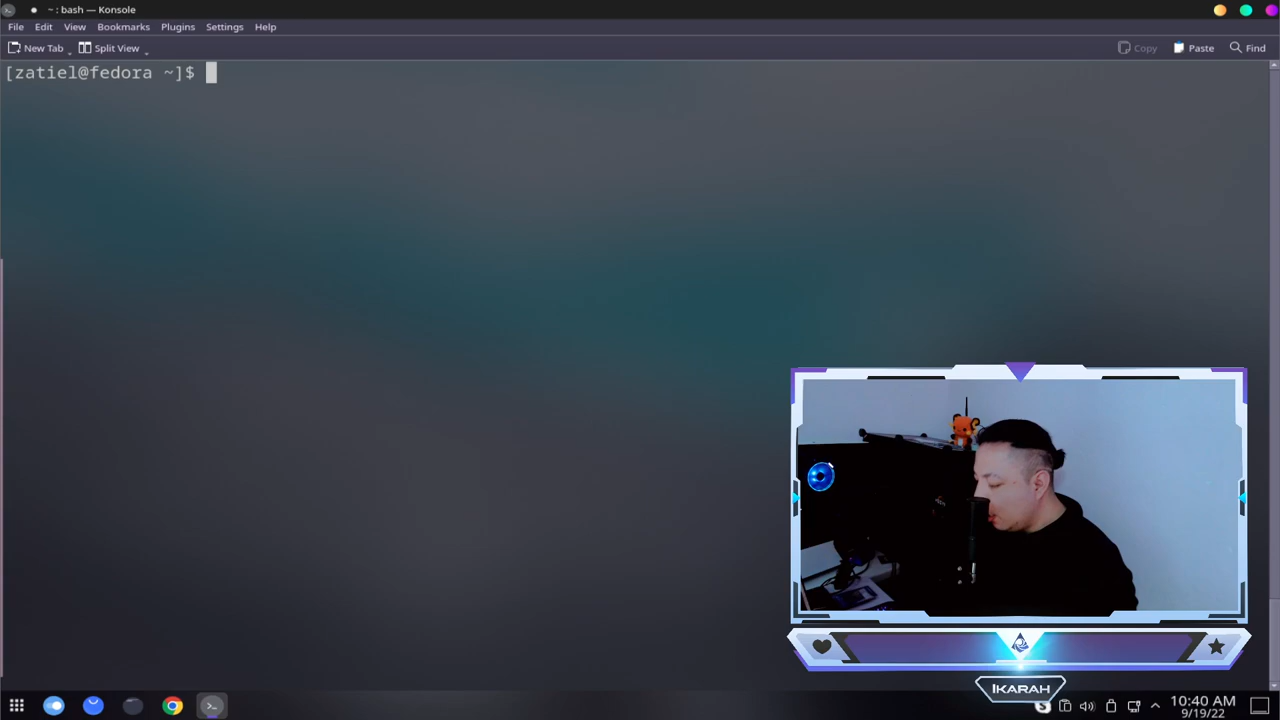 ~ : bash — Konsole
File Edit View Bookmarks Plugins Settings Help
New Tab Split View Copy Paste Find
[zatiel@fedora ~]$
IKARAH
10:40 AM
9/19/22